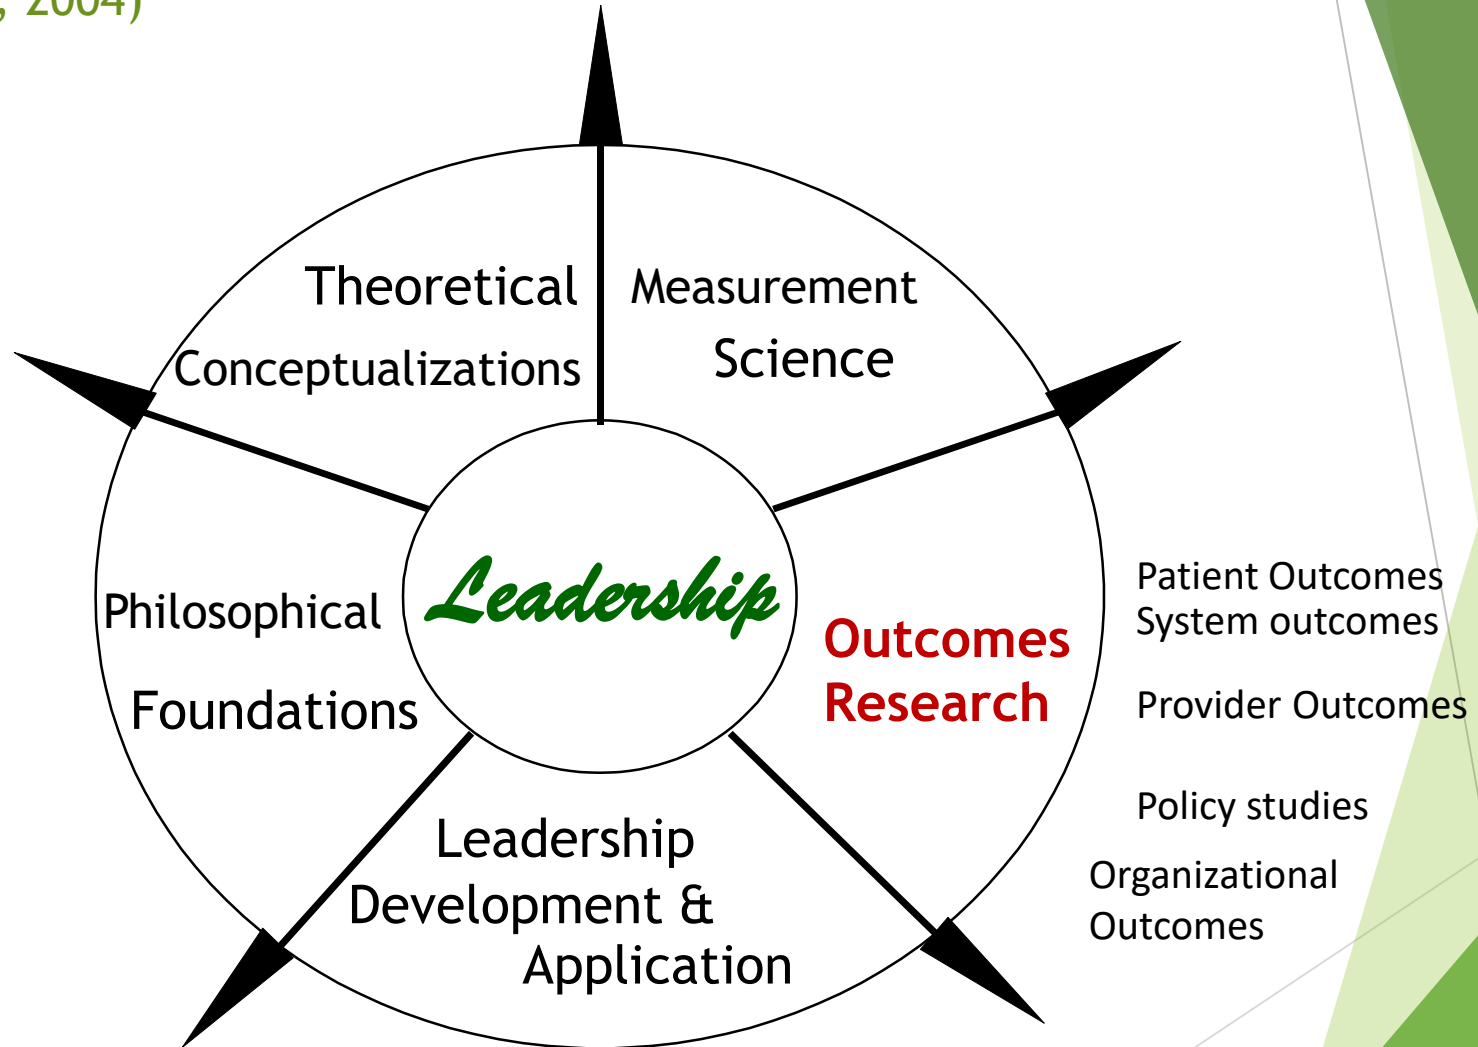 , 2004)
Theoretical
Conceptualizations
Measurement
Science
Leadership
Philosophical
Foundations
Outcomes
Research
Leadership
Development &
Application
Patient Outcomes
System outcomes
Provider Outcomes
Policy studies
Organizational
Outcomes